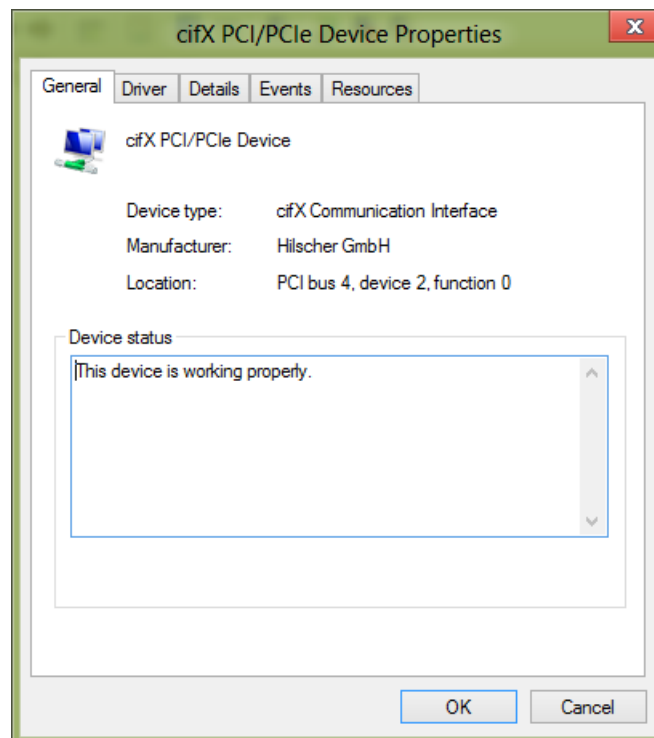 cifX PCI/PCIe Device Properties
x
General Driver Details Events Resources
cifX PCI/PCIe Device
Device type: cifX Communication Interface
Manufacturer: Hilscher GmbH
Location: PCI bus 4, device 2, function 0
Device status
This device is working properly.
OK Cancel